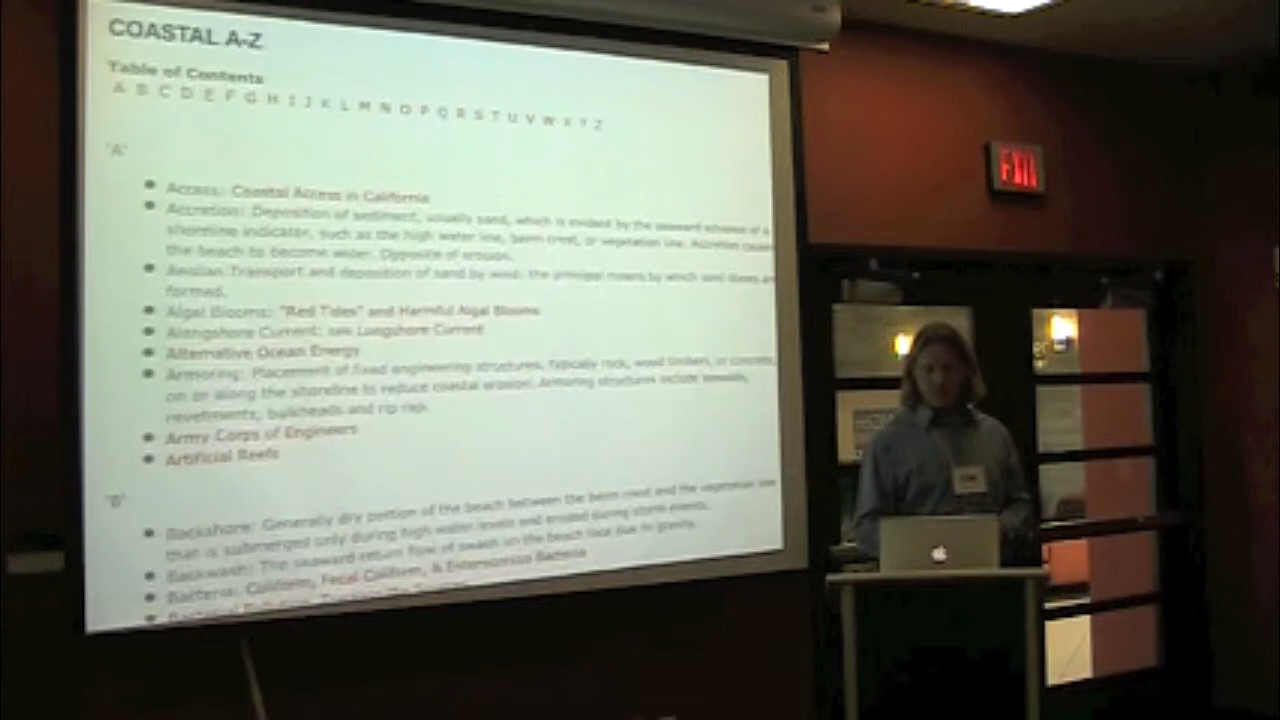 COASTAL A-Z
Table of Contents
A B C D E F G H I J K L M N O P Q R S T U V W X Y Z
'A'
Access: Coastal Access in California
Accretion: Deposition of sediment, usually sand, which is evident by the seaward advance of a
shoreline indicator, such as the high water line, berm crest, or vegetation line. Accretion causes
the beach to become wider. Opposite of erosion.
Aeolian Transport and deposition of sand by wind: the principal means by which sand dunes are
formed.
Algal Blooms: "Red Tides" and Harmful Algal Blooms
Alongshore Current: see Longshore Current
Alternative Ocean Energy
Armoring: Placement of fixed engineering structures, typically rock, wood timbers, or concrete,
on or along the shoreline to reduce coastal erosion. Armoring structures include seawalls,
revetments, bulkheads and rip rap.
Army Corps of Engineers
Artificial Reefs
'B'
Backshore: Generally dry portion of the beach between the berm crest and the vegetation line
that is submerged only during high water levels and eroded during storm events.
Backwash: The seaward return flow of swash on the beach face due to gravity.
Bacteria: Coliform, Fecal Coliform, & Enterococcus Bacteria
EXIT